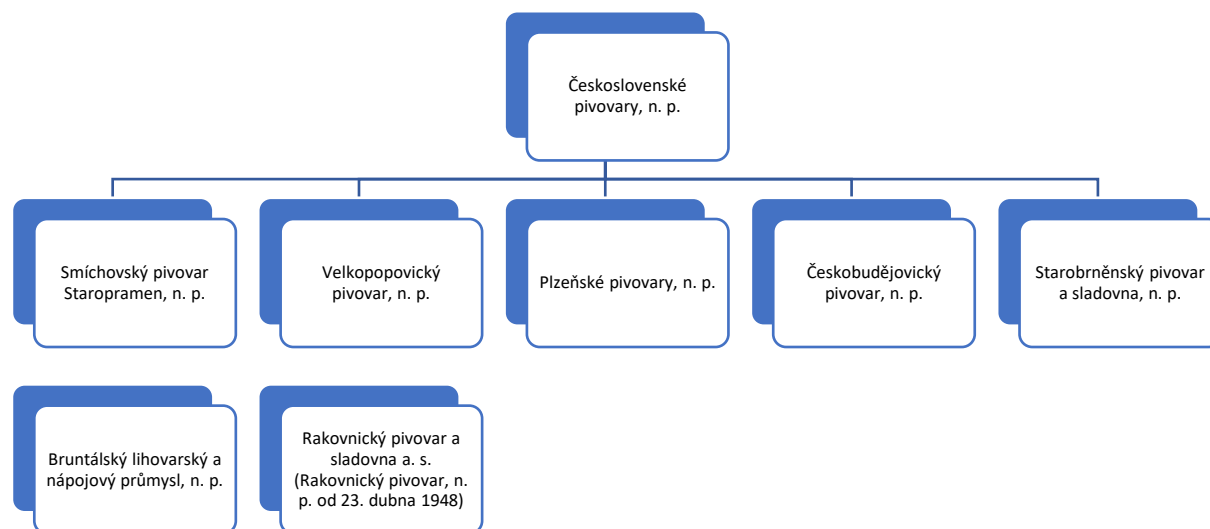 Československé
pivovary, n. p.
Smíchovský pivovar
Staropramen, n. p.
Velkopopovický
pivovar, n. p.
Plzeňské pivovary, n. p.
Českobudějovický
pivovar, n. p.
Starobrněnský pivovar
a sladovna, n. p.
Bruntálský lihovarský a
nápojový průmysl, n. p.
Rakovnický pivovar a
sladovna a. s.
(Rakovnický pivovar, n.
p. od 23. dubna 1948)